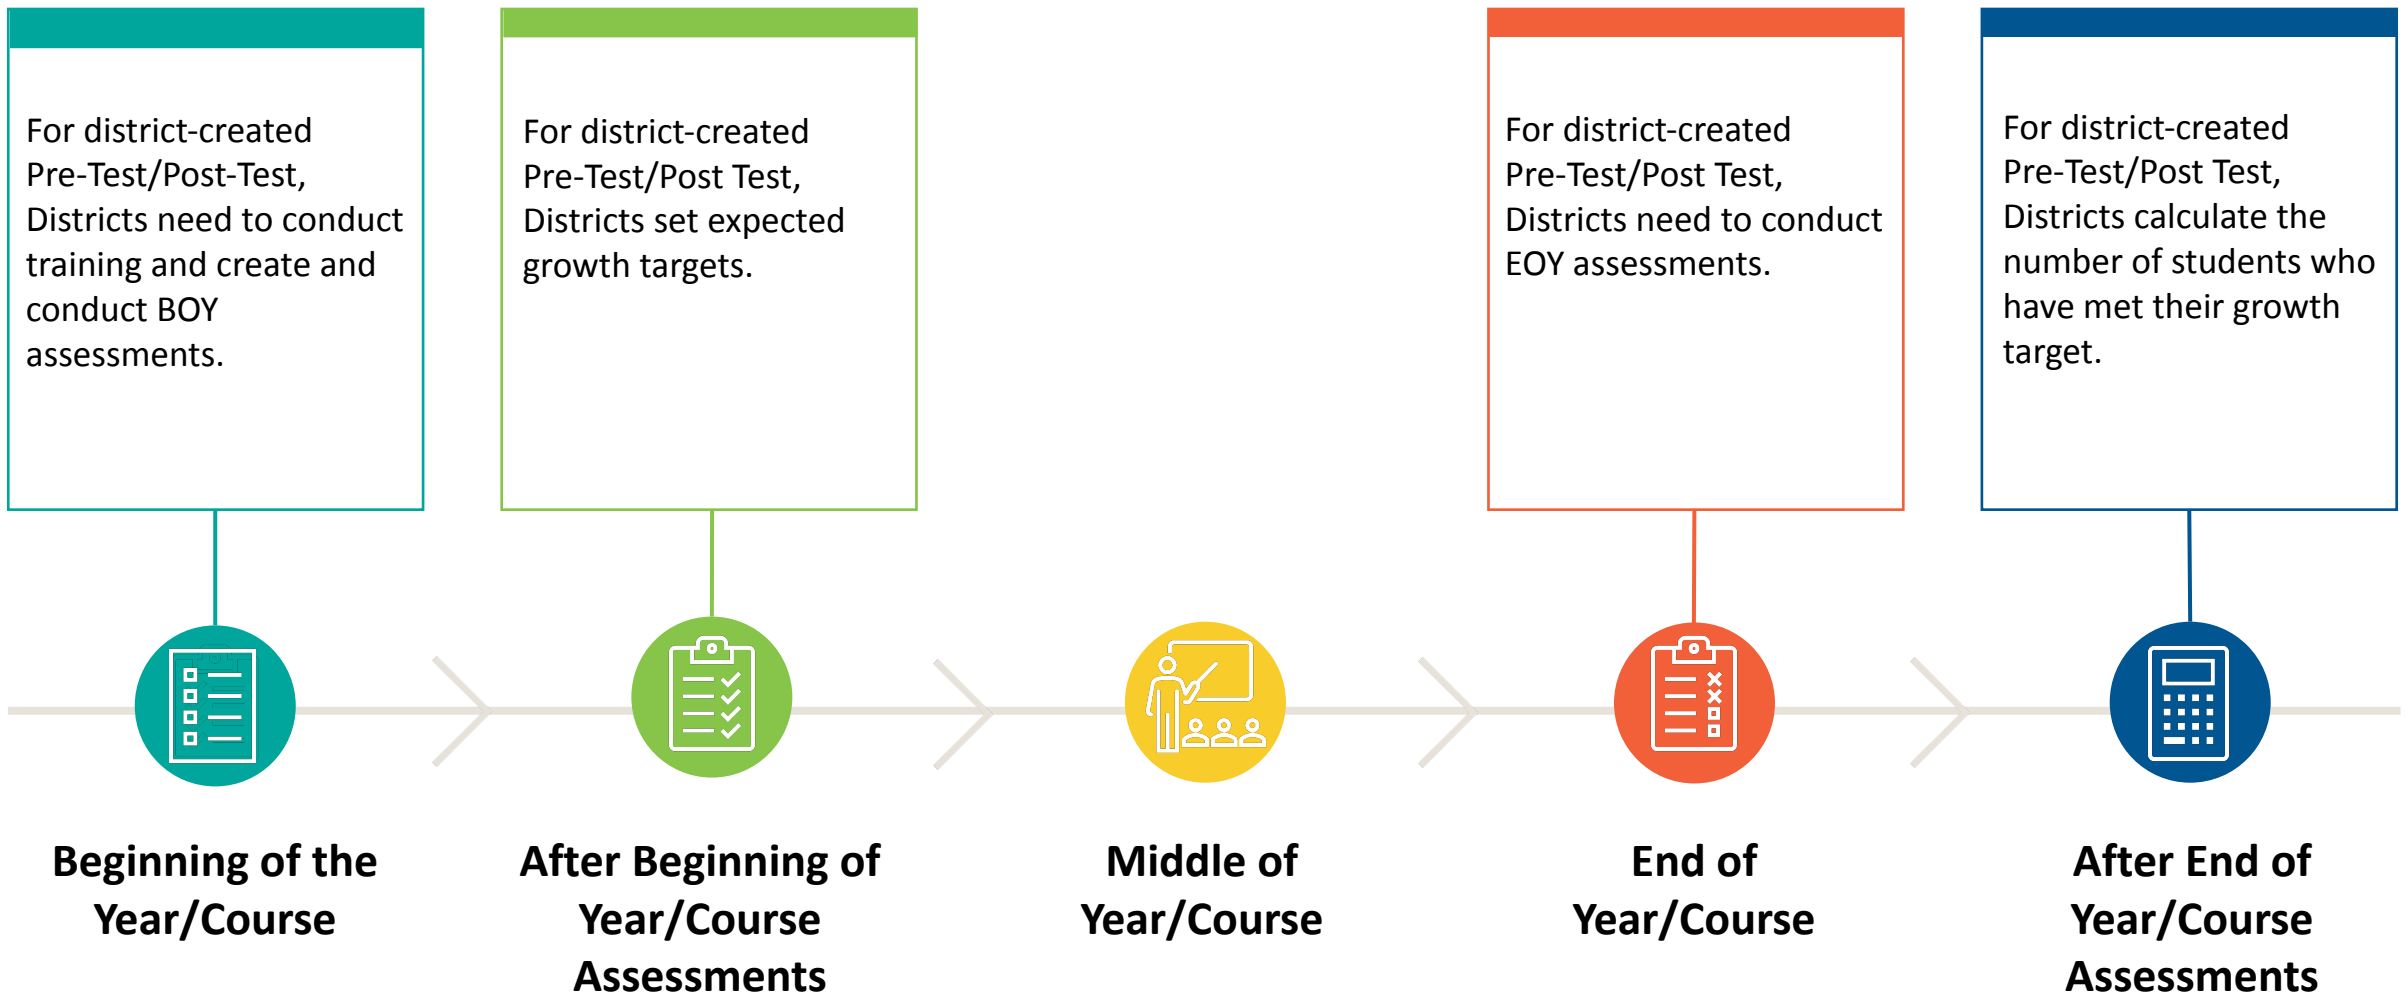 For district-created
Pre-Test/Post-Test,
Districts need to conduct
training and create and
conduct BOY
assessments.
For district-created
Pre-Test/Post Test,
Districts set expected
growth targets.
For district-created
Pre-Test/Post Test,
Districts need to conduct
EOY assessments.
For district-created
Pre-Test/Post Test,
Districts calculate the
number of students who
have met their growth
target.
Beginning of the
Year/Course
After Beginning of
Year/Course
Assessments
Middle of
Year/Course
End of
Year/Course
After End of
Year/Course
Assessments